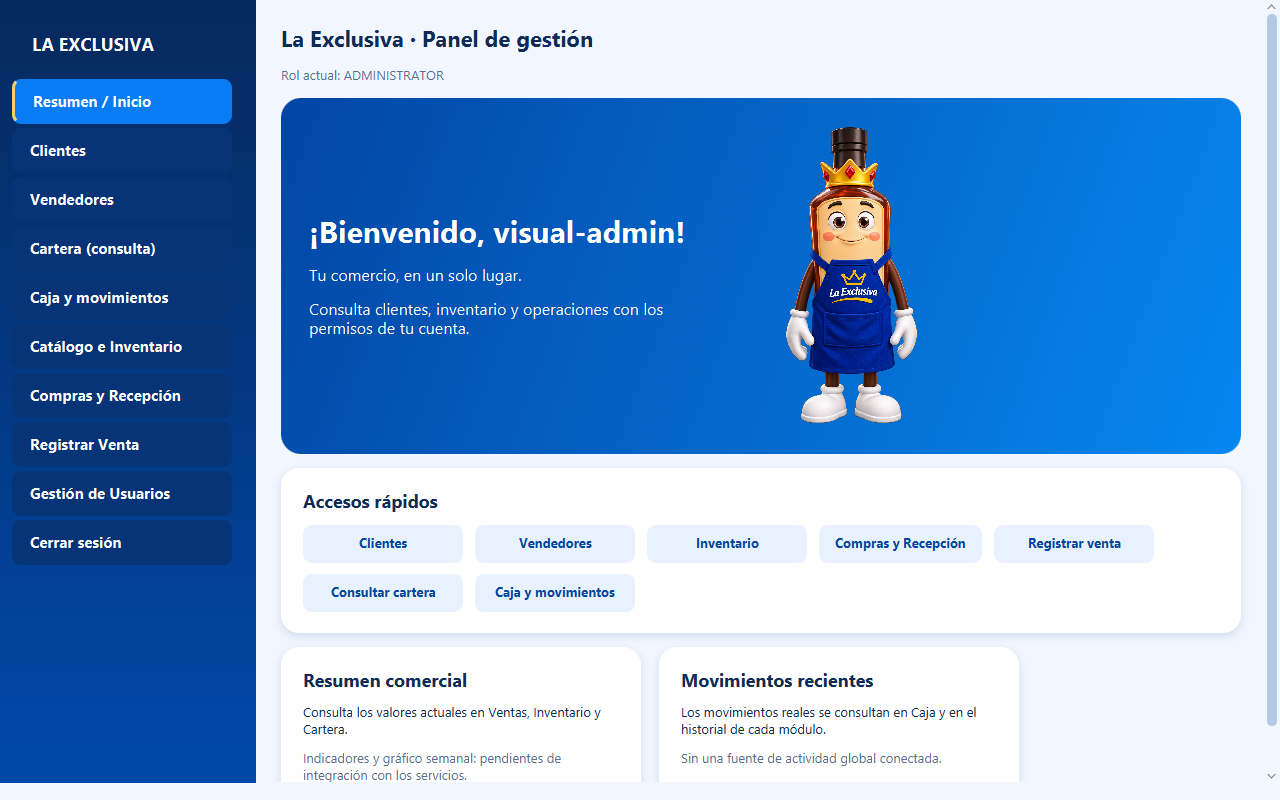 LA EXCLUSIVA
Resumen / Inicio
Clientes
Vendedores
Cartera (consulta)
Caja y movimientos
Catálogo e Inventario
Compras y Recepción
Registrar Venta
Gestión de Usuarios
Cerrar sesión
La Exclusiva · Panel de gestión
Rol actual: ADMINISTRATOR
¡Bienvenido, visual-admin!
Tu comercio, en un solo lugar.
Consulta clientes, inventario y operaciones con los
permisos de tu cuenta.
La Exclusiva
Accesos rápidos
Clientes
Vendedores
Inventario
Compras y Recepción
Registrar venta
Consultar cartera
Caja y movimientos
Resumen comercial
Consulta los valores actuales en Ventas, Inventario y
Cartera.
Indicadores y gráfico semanal: pendientes de
integración con los servicios.
Movimientos recientes
Los movimientos reales se consultan en Caja y en el
historial de cada módulo.
Sin una fuente de actividad global conectada.